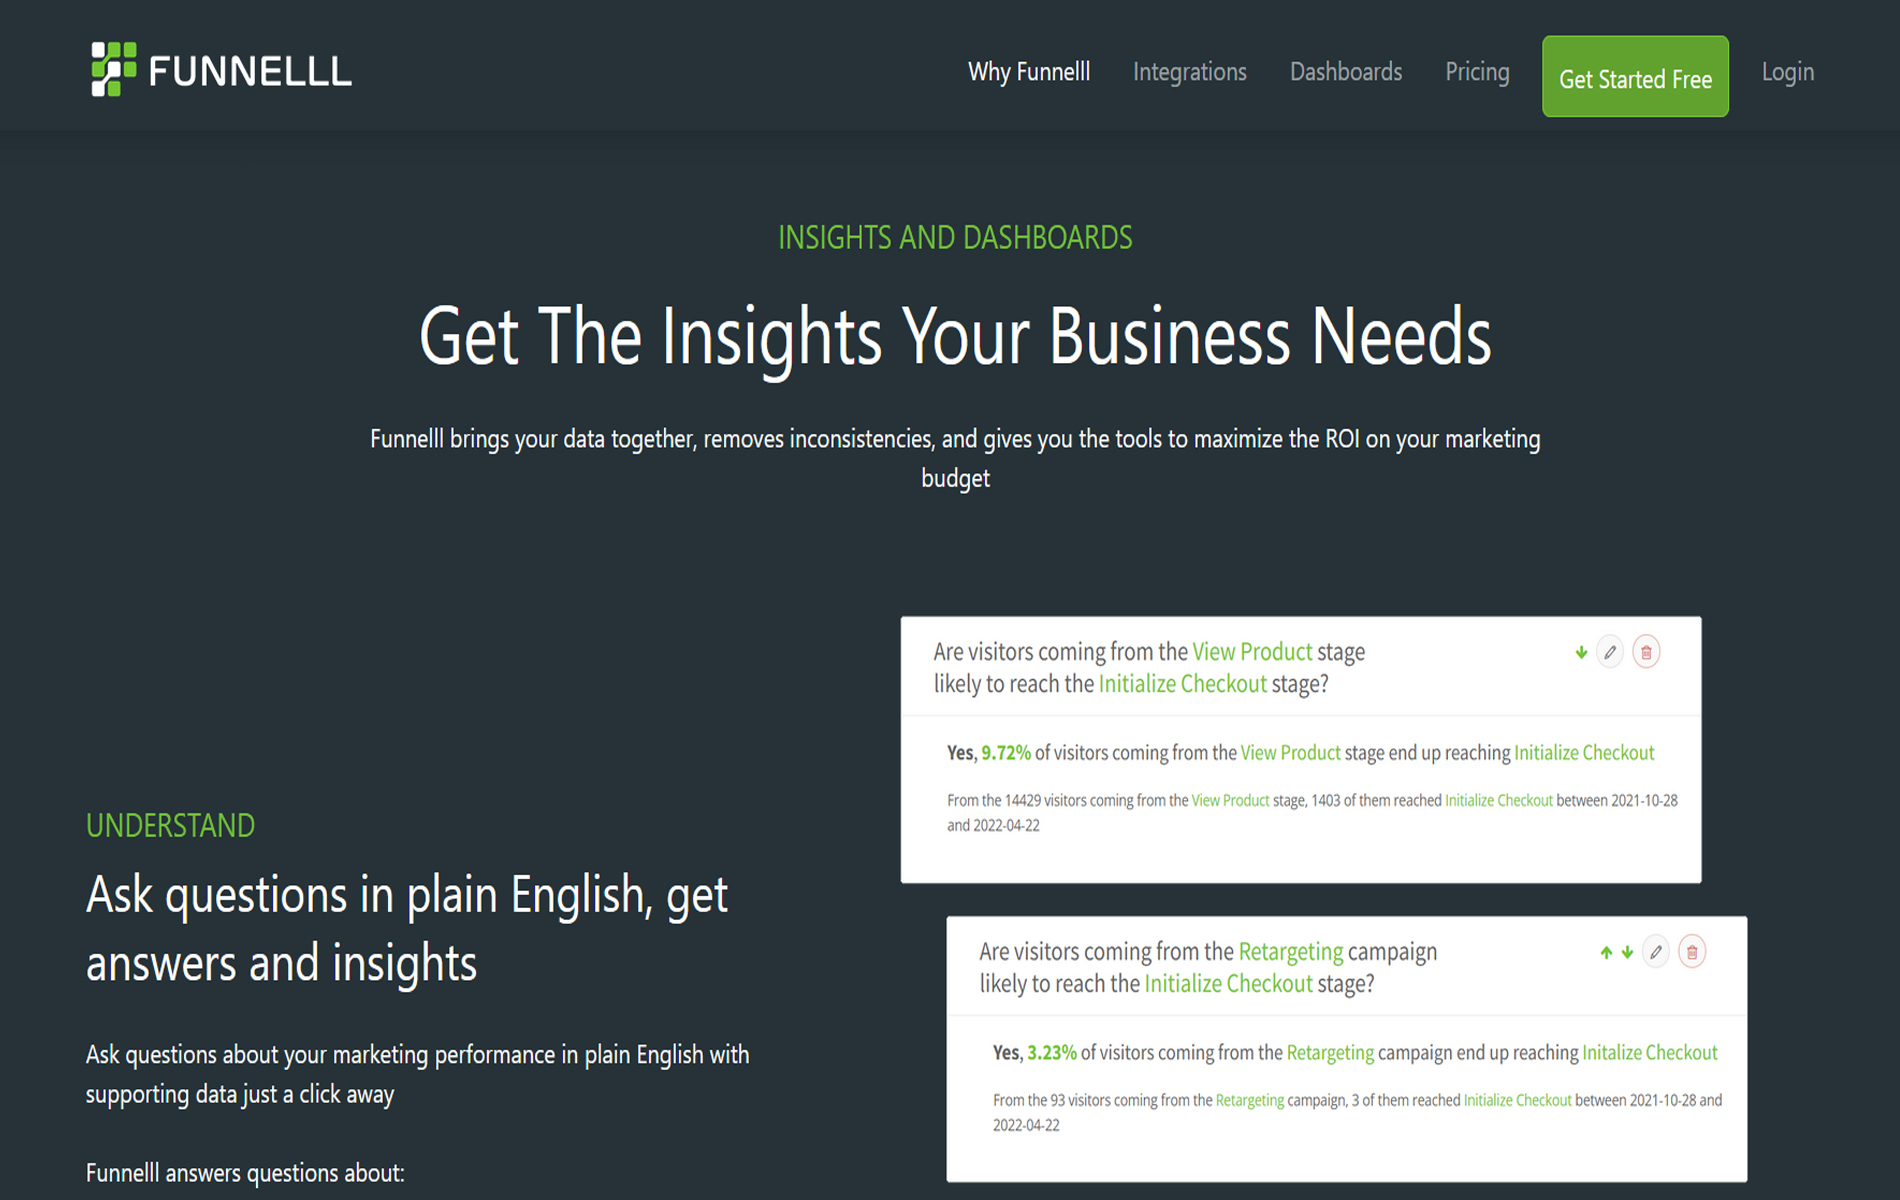 FUNNELLL
Why Funnelll Integrations Dashboards Pricing Get Started Free Login
INSIGHTS AND DASHBOARDS
Get The Insights Your Business Needs
Funnelll brings your data together, removes inconsistencies, and gives you the tools to maximize the ROI on your marketing
budget
UNDERSTAND
Ask questions in plain English, get
answers and insights
Ask questions about your marketing performance in plain English with
supporting data just a click away
Funnelll answers questions about:
Are visitors coming from the View Product stage
likely to reach the Initialize Checkout stage?
Yes, 9.72% of visitors coming from the View Product stage end up reaching Initialize Checkout
From the 14429 visitors coming from the View Product stage, 1403 of them reached Initialize Checkout between 2021-10-28
and 2022-04-22
Are visitors coming from the Retargeting campaign
likely to reach the Initialize Checkout stage?
Yes, 3.23% of visitors coming from the Retargeting campaign end up reaching Initalize Checkout
From the 93 visitors coming from the Retargeting campaign, 3 of them reached Initialize Checkout between 2021-10-28 and
2022-04-22